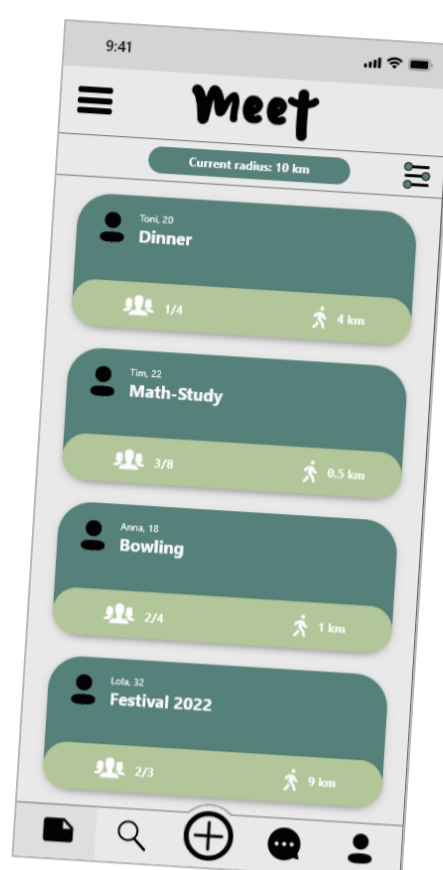 9:41
meet
Current radius: 10 km
Toni, 20
Dinner
1/4 4 km
Tim, 22
Math-Study
3/8 0.5 km
Anna, 18
Bowling
2/4 1 km
Lola, 32
Festival 2022
2/3 9 km